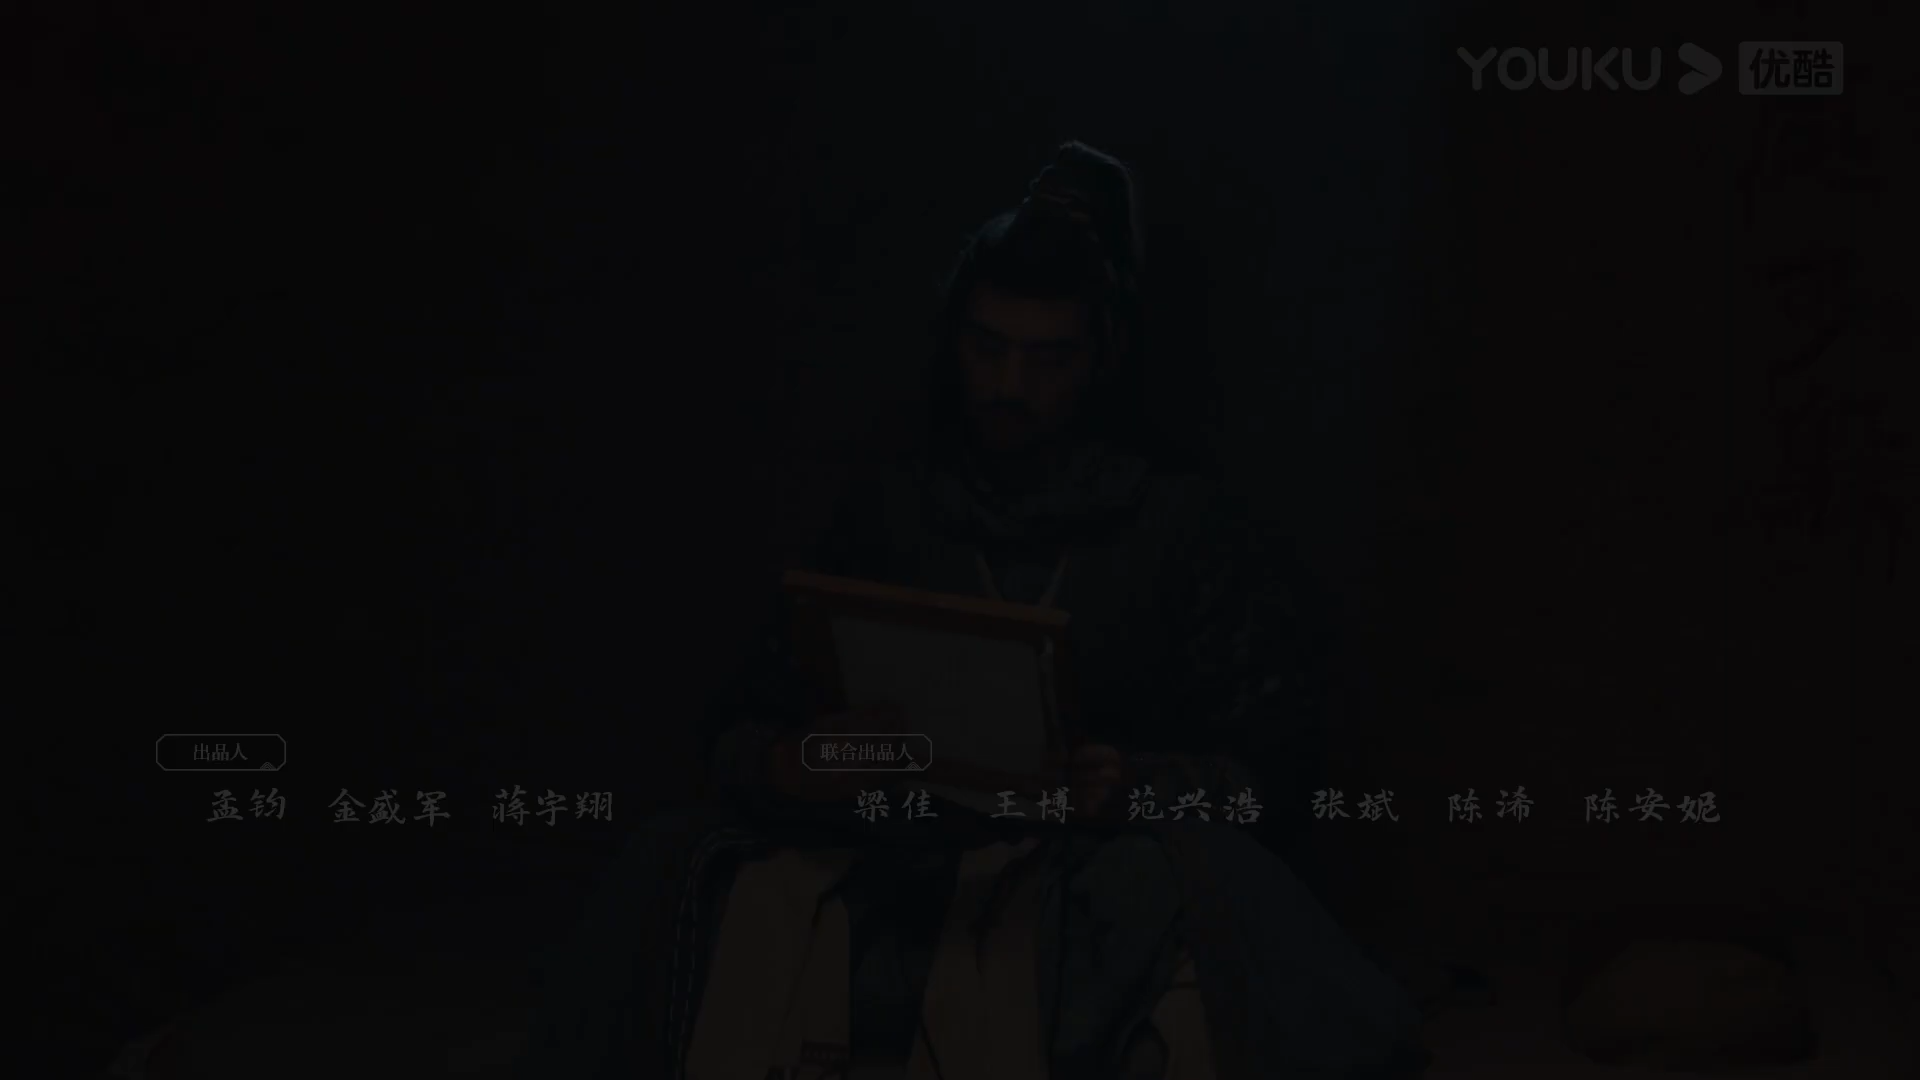 YOUKU 优酷
出品人
孟钧 金盛军 蒋宇翔
联合出品人
梁佳 王博 范兴浩 张斌 陈浠 陈安妮